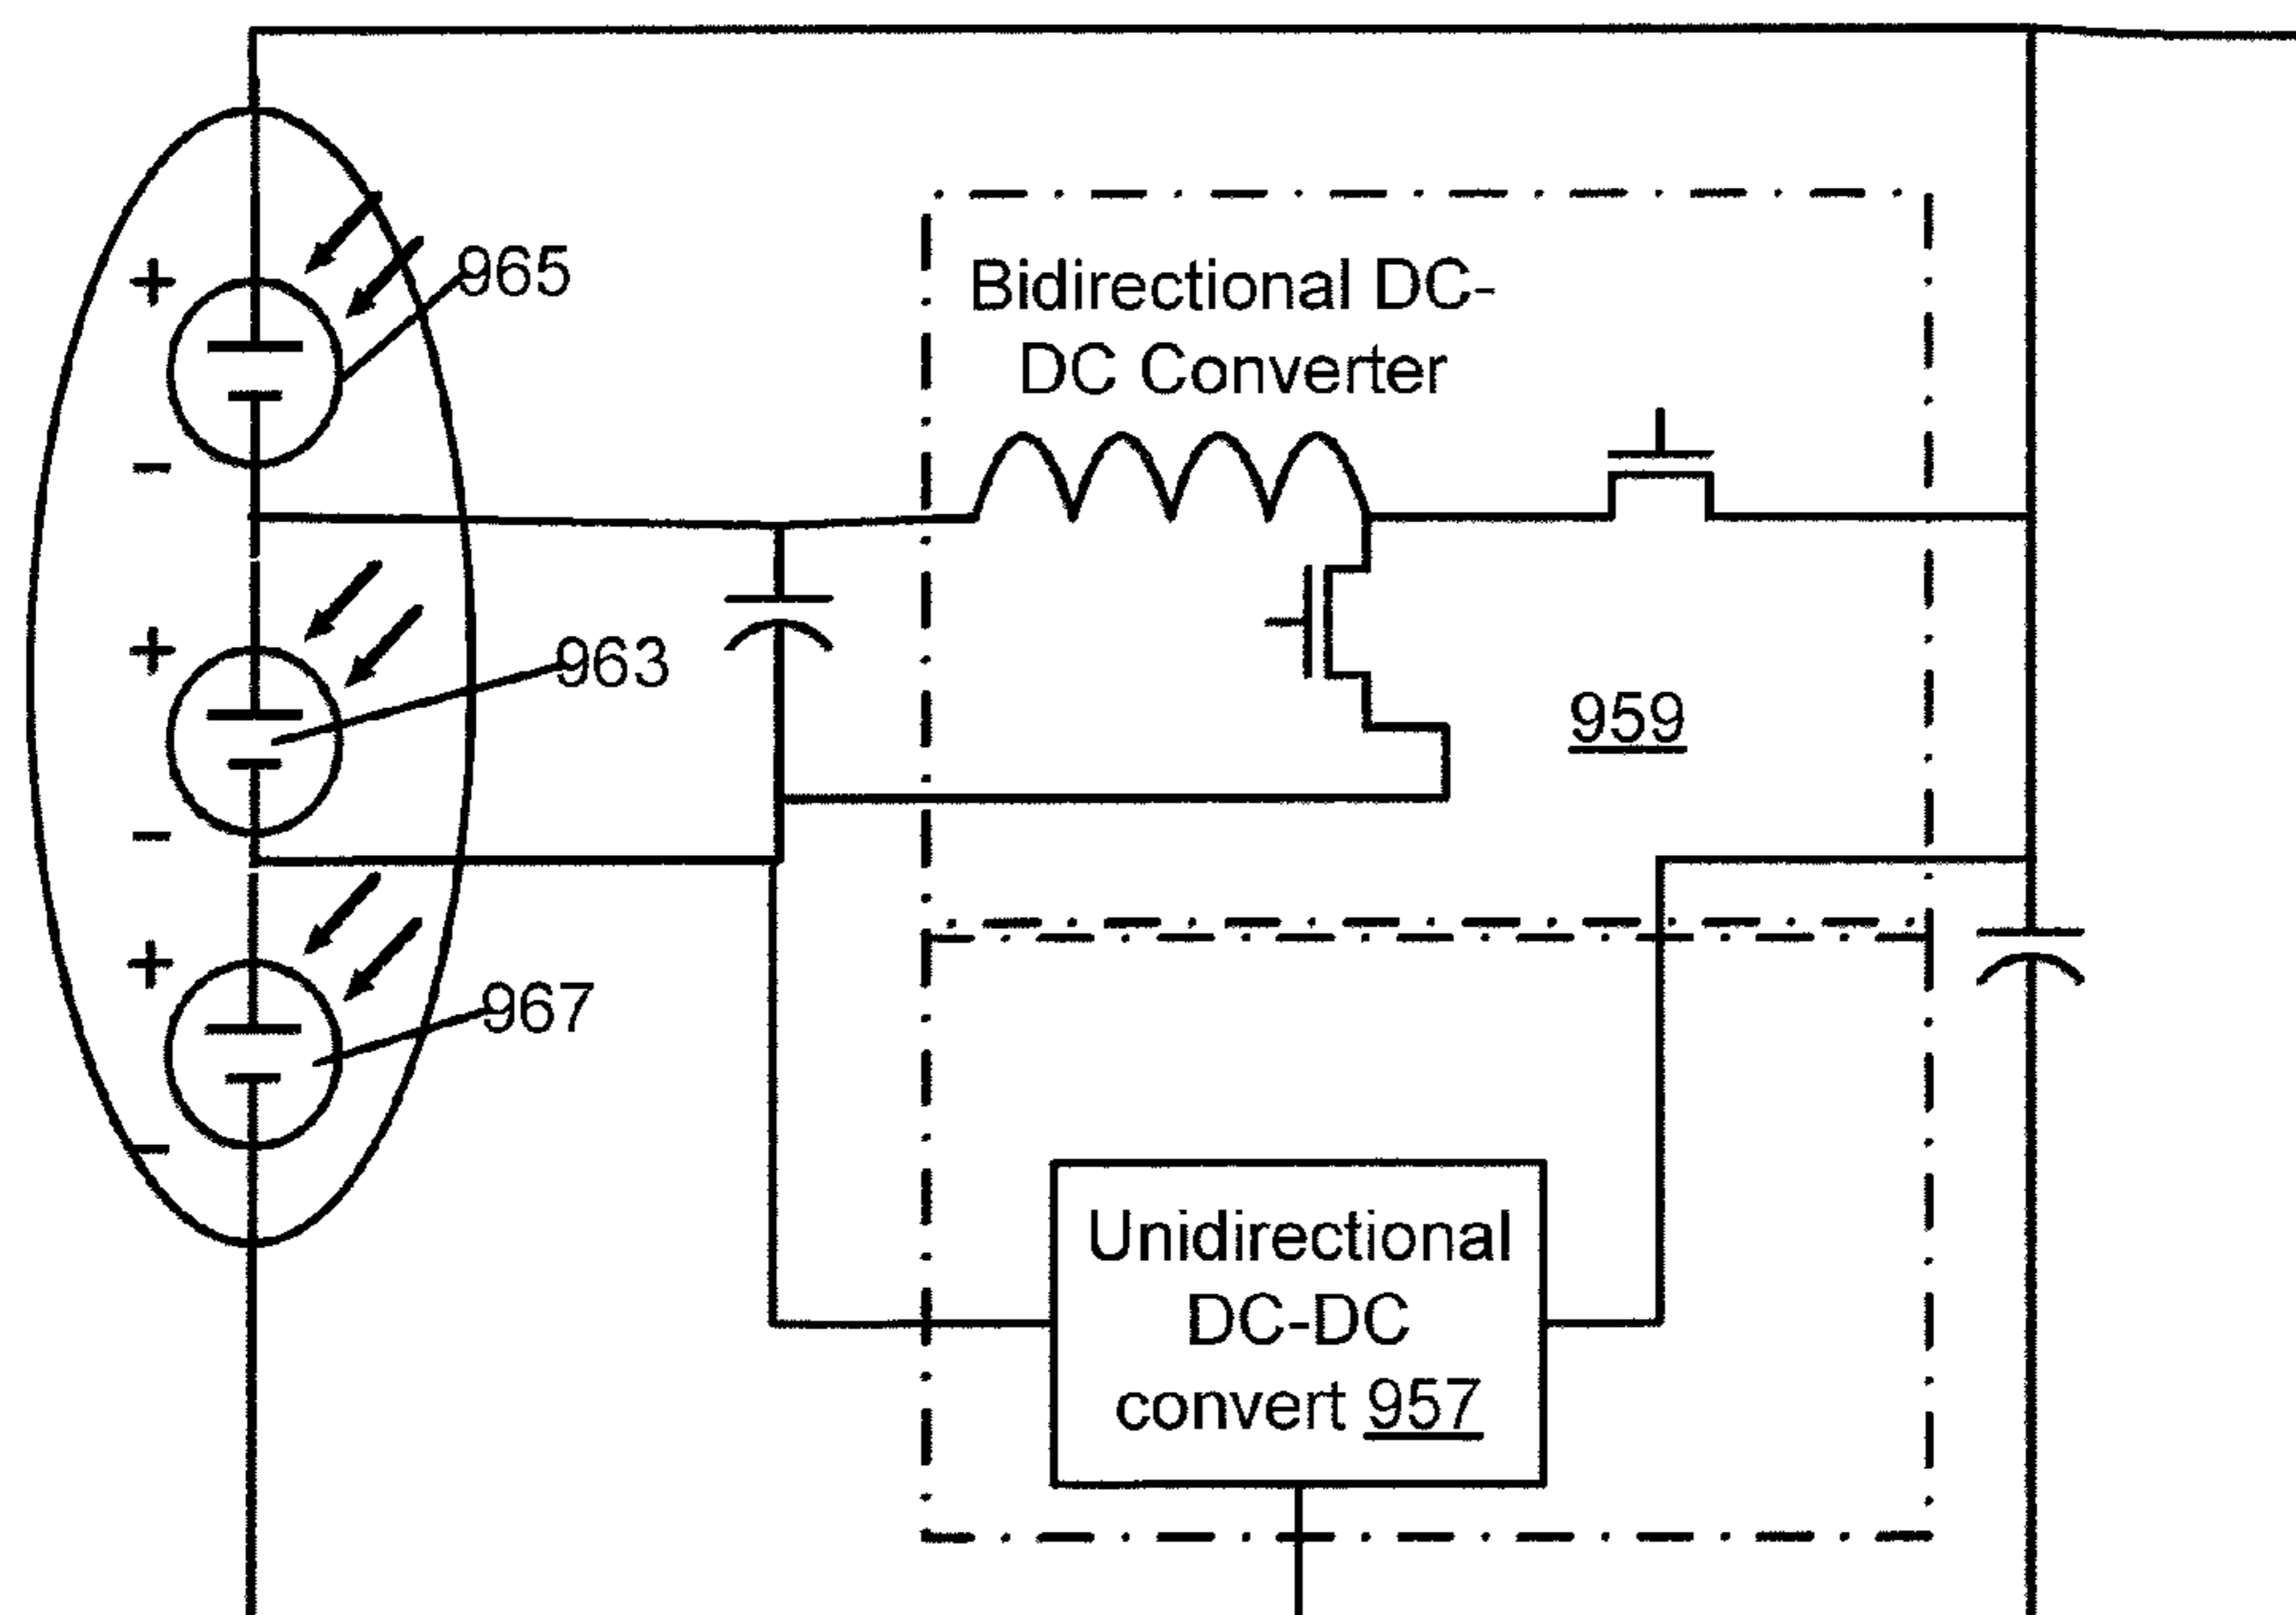 +
965
-
Bidirectional DC-
DC Converter
+
963
-
959
+
967
-
Unidirectional
DC-DC
convert 957